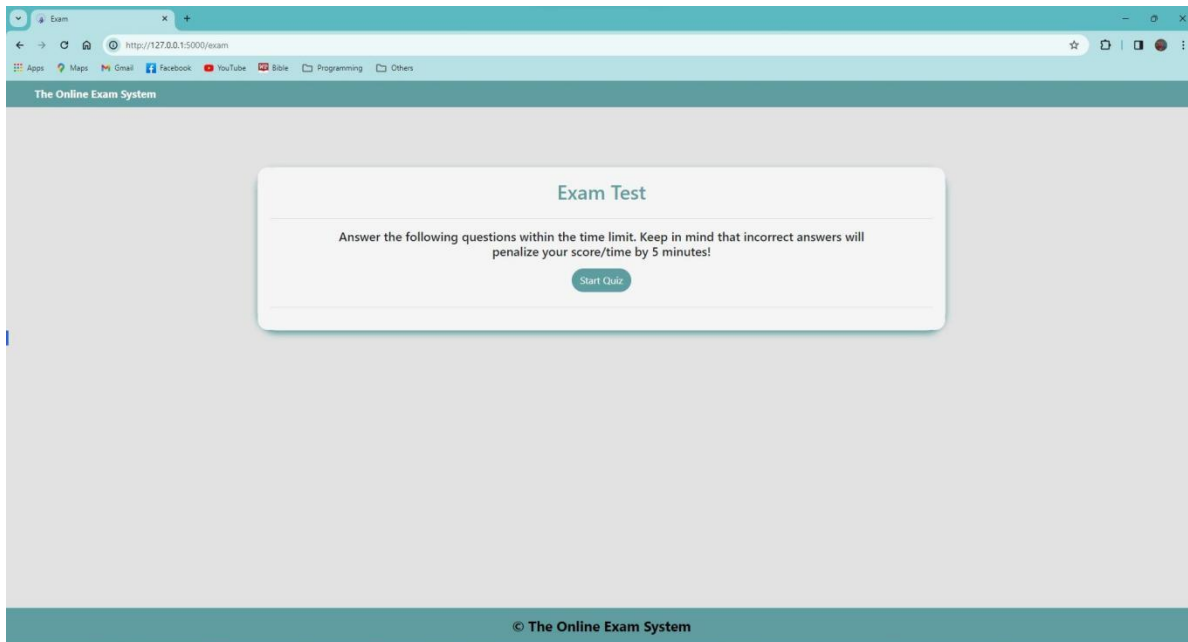 Exam
http://127.0.0.1:5000/exam
Apps Maps Gmail Facebook YouTube Bible Programming Others
The Online Exam System
Exam Test
Answer the following questions within the time limit. Keep in mind that incorrect answers will
penalize your score/time by 5 minutes!
Start Quiz
© The Online Exam System